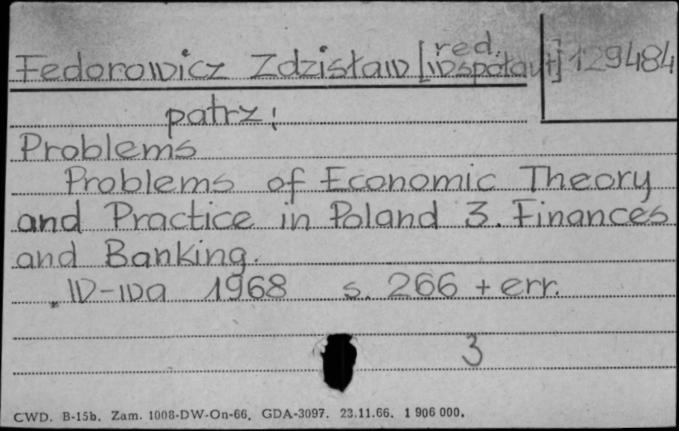 Fedorowicz Zdzisław [red. współaut] 129484
patrz:
Problems
Problems of Economic Theory
and Practice in Poland 3. Finances
and Banking.
W-wa 1968 s. 266 + err.
3
CWD. B-15b. Zam. 1008-DW-On-66, GDA-3097. 23.11.66. 1 906 000.